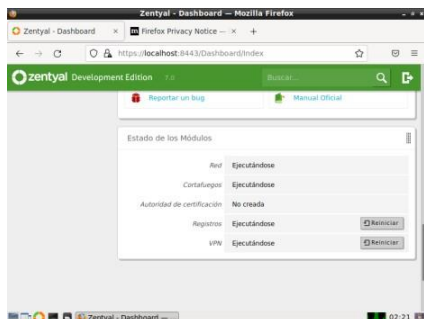 Zentyal - Dashboard — Mozilla Firefox
Zentyal - Dashboard × Firefox Privacy Notice — × +
https://localhost:8443/Dashboard/Index
zentyal Development Edition 7.0 Buscar...
Reportar un bug Manual Oficial
Estado de los Módulos
Red Ejecutándose
Cortafuegos Ejecutándose
Autoridad de certificación No creada
Registros Ejecutándose Reiniciar
VPN Ejecutándose Reiniciar
Zentyal - Dashboard — 02:21